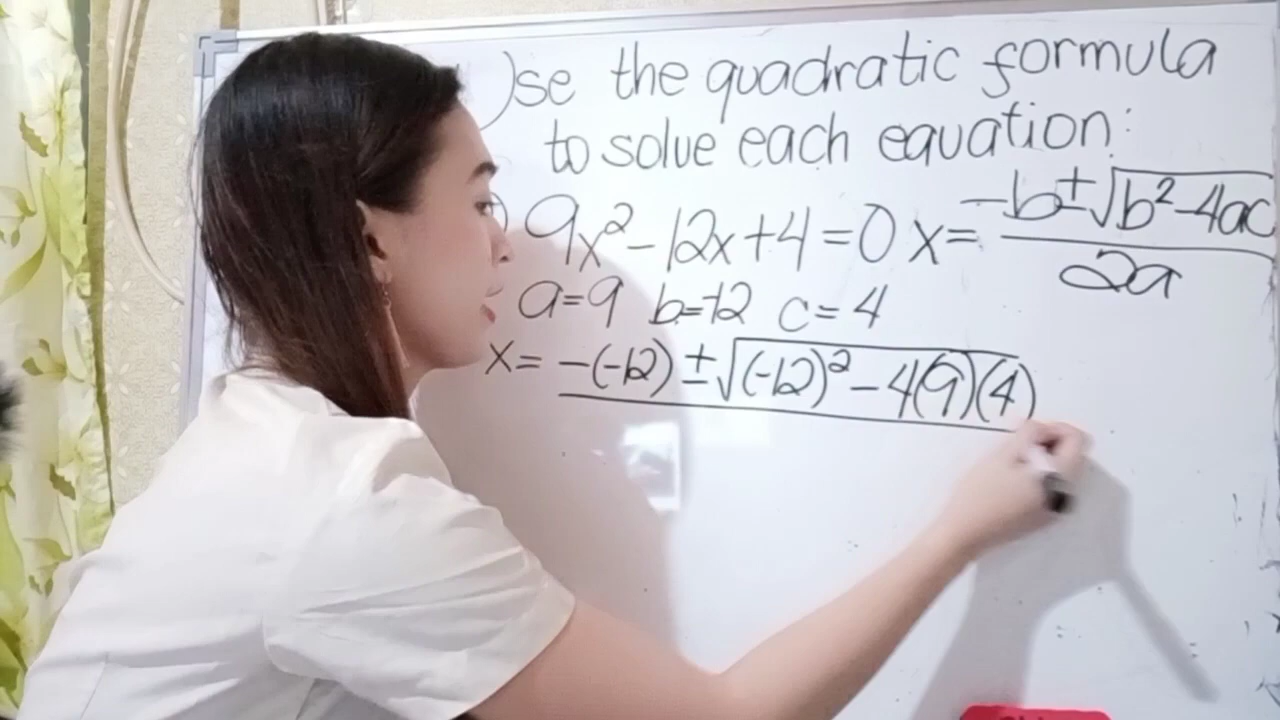 se the quadratic formula
to solve each equation:
9x²-12x+4=0 x= -b±√b²-4ac
2a
a=9 b=-12 c=4
x= -(-12) ±√(-12)² - 4(9)(4)